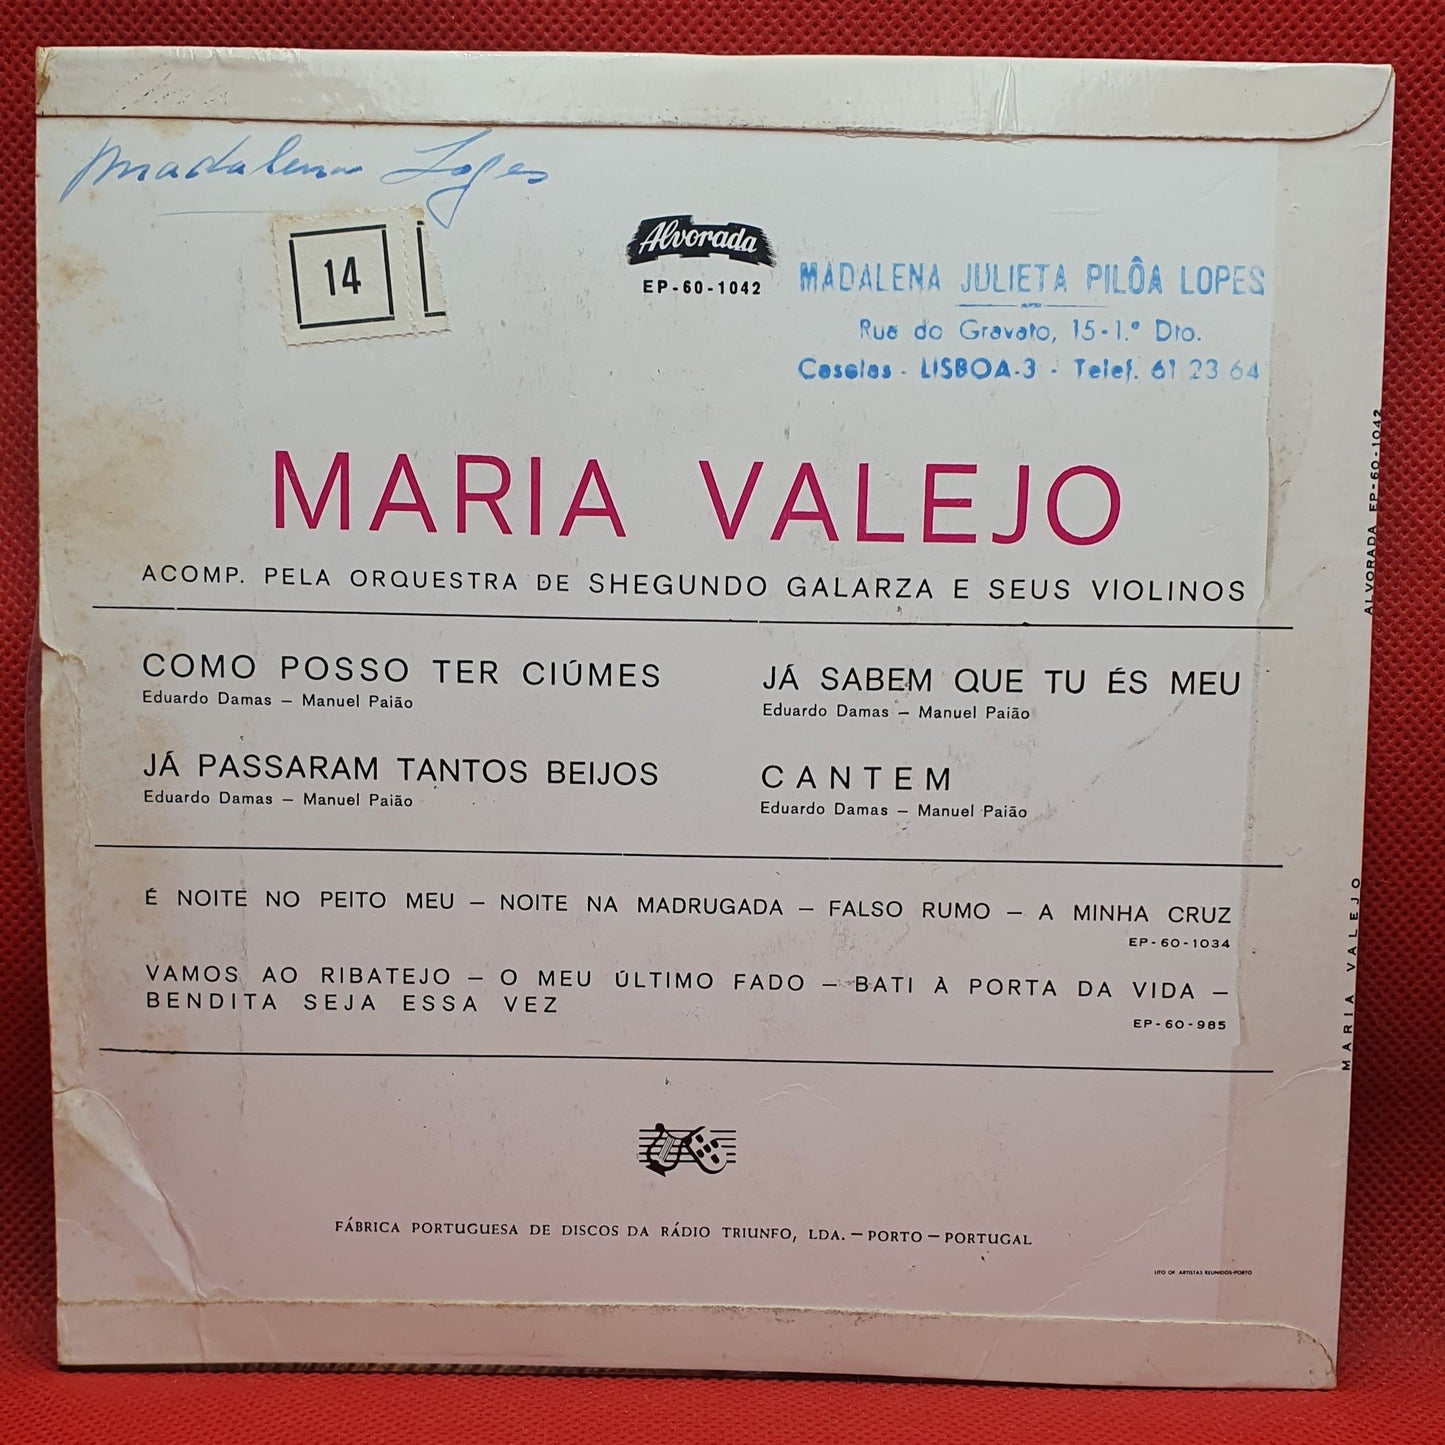 Madalena Lopes
14
Alvorada
EP-60-1042
MADALENA JULIETA PILÔA LOPES
Rua do Gravato, 15-1.º Dto.
Caselas - LISBOA-3 - Telef. 61 23 64
MARIA VALEJO
ACOMP. PELA ORQUESTRA DE SHEGUNDO GALARZA E SEUS VIOLINOS
COMO POSSO TER CIÚMES
Eduardo Damas — Manuel Paião
JÁ PASSARAM TANTOS BEIJOS
Eduardo Damas — Manuel Paião
JÁ SABEM QUE TU ÉS MEU
Eduardo Damas — Manuel Paião
CANTEM
Eduardo Damas — Manuel Paião
É NOITE NO PEITO MEU — NOITE NA MADRUGADA — FALSO RUMO — A MINHA CRUZ
EP-60-1034
VAMOS AO RIBATEJO — O MEU ÚLTIMO FADO — BATI À PORTA DA VIDA —
BENDITA SEJA ESSA VEZ
EP-60-985
FÁBRICA PORTUGUESA DE DISCOS DA RÁDIO TRIUNFO, LDA. — PORTO — PORTUGAL
LITO OF. ARTISTAS REUNIDOS-PORTO
ALVORADA EP-60-1042
MARIA VALEJO